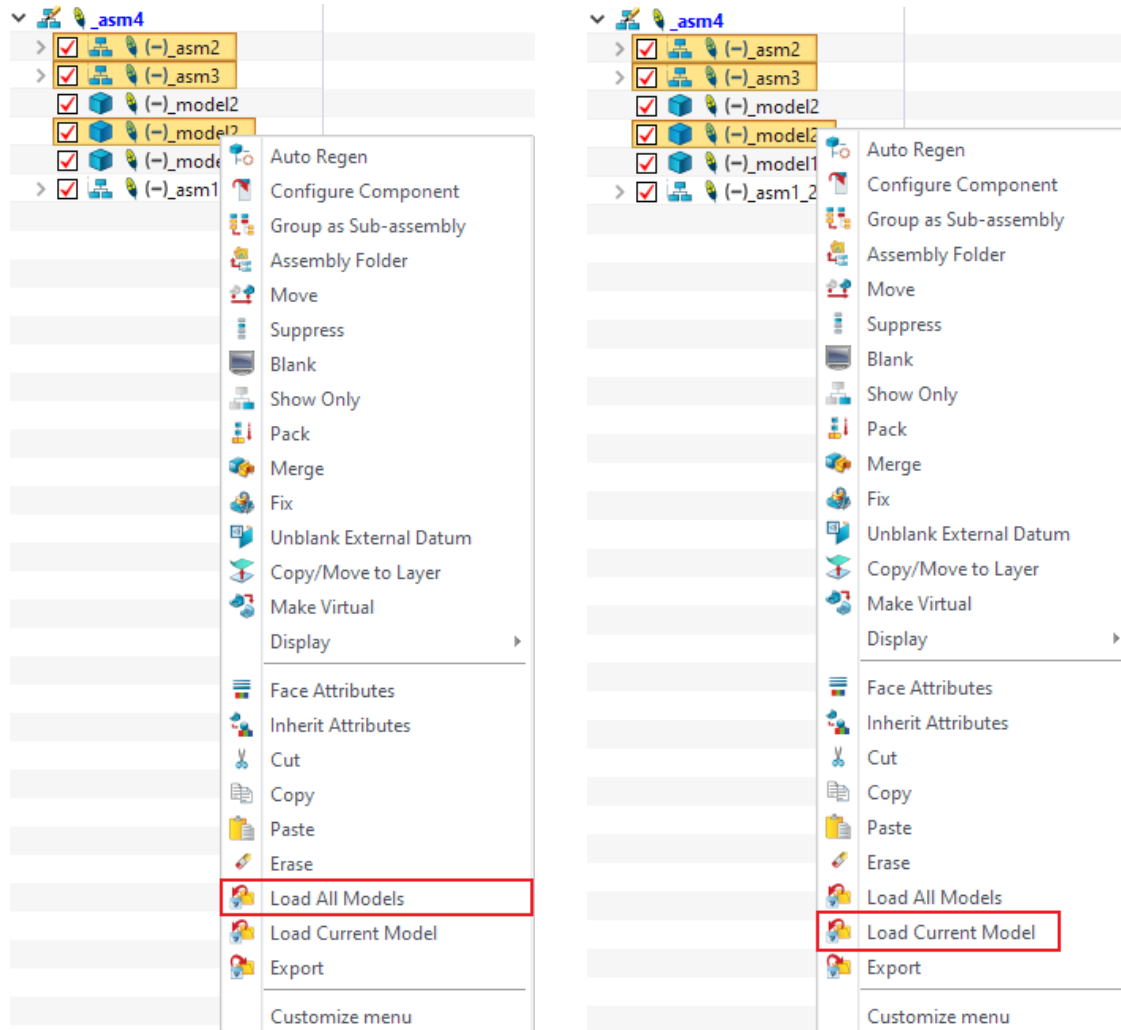 _asm4
(-)_asm2
(-)_asm3
(-)_model2
(-)_model2
(-)_mode
(-)_asm1
Auto Regen
Configure Component
Group as Sub-assembly
Assembly Folder
Move
Suppress
Blank
Show Only
Pack
Merge
Fix
Unblank External Datum
Copy/Move to Layer
Make Virtual
Display
Face Attributes
Inherit Attributes
Cut
Copy
Paste
Erase
Load All Models
Load Current Model
Export
Customize menu
_asm4
(-)_asm2
(-)_asm3
(-)_model2
(-)_model2
(-)_model1
(-)_asm1_2
Auto Regen
Configure Component
Group as Sub-assembly
Assembly Folder
Move
Suppress
Blank
Show Only
Pack
Merge
Fix
Unblank External Datum
Copy/Move to Layer
Make Virtual
Display
Face Attributes
Inherit Attributes
Cut
Copy
Paste
Erase
Load All Models
Load Current Model
Export
Customize menu